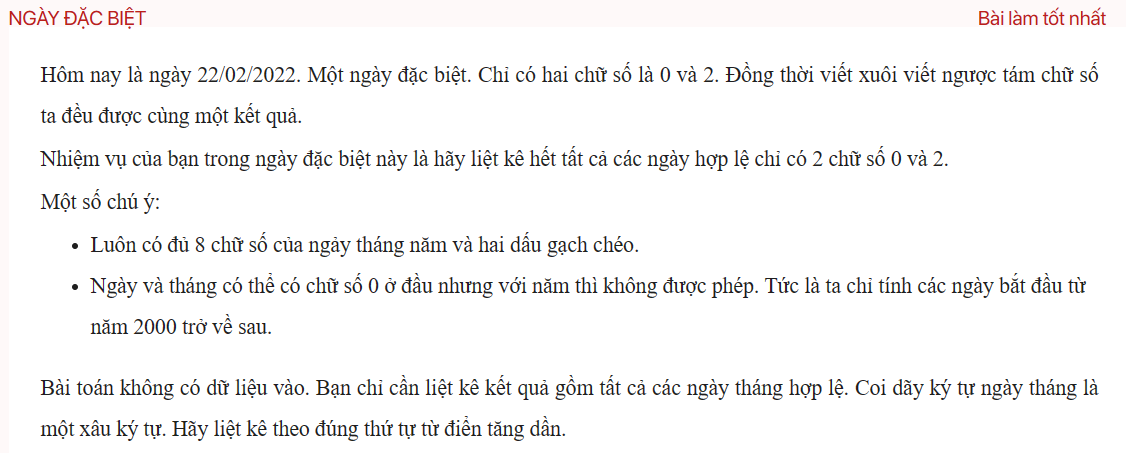 NGÀY ĐẶC BIỆT
Bài làm tốt nhất
Hôm nay là ngày 22/02/2022. Một ngày đặc biệt. Chỉ có hai chữ số là 0 và 2. Đồng thời viết xuôi viết ngược tám chữ số
ta đều được cùng một kết quả.
Nhiệm vụ của bạn trong ngày đặc biệt này là hãy liệt kê hết tất cả các ngày hợp lệ chỉ có 2 chữ số 0 và 2.
Một số chú ý:
• Luôn có đủ 8 chữ số của ngày tháng năm và hai dấu gạch chéo.
• Ngày và tháng có thể có chữ số 0 ở đầu nhưng với năm thì không được phép. Tức là ta chỉ tính các ngày bắt đầu từ
năm 2000 trở về sau.
Bài toán không có dữ liệu vào. Bạn chỉ cần liệt kê kết quả gồm tất cả các ngày tháng hợp lệ. Coi dãy ký tự ngày tháng là
một xâu ký tự. Hãy liệt kê theo đúng thứ tự từ điển tăng dần.